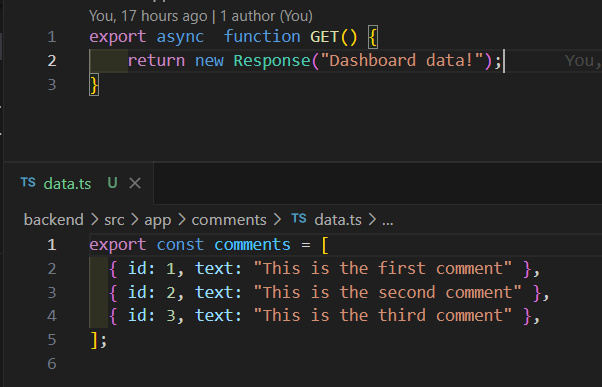 You, 17 hours ago | 1 author (You)
1 export async  function GET() {
2     return new Response("Dashboard data!"); You,
3 }
TS data.ts U ×
backend > src > app > comments > TS data.ts > ...
1 export const comments = [
2   { id: 1, text: "This is the first comment" },
3   { id: 2, text: "This is the second comment" },
4   { id: 3, text: "This is the third comment" },
5 ];
6